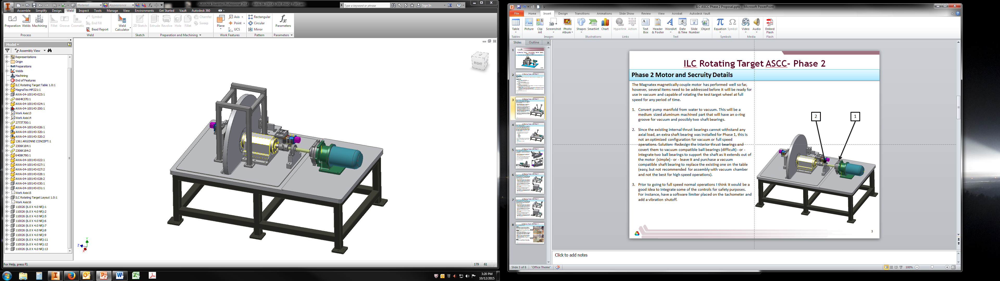 Autodesk Inventor Professional 2014   AWA-04-100143-300 PHASE TWO.iam
Type a keyword or phrase
Sign In
Material
Appearance
PRO
Assemble Simplify Design Weld Inspect Tools Manage View Environments Get Started Vault Autodesk 360
Preparation Welds Machining
Process
Fillet Groove Cosmetic
Symbol
End Fill
Bead Report
Weld Calculator
Weld
2D Sketch
Sketch
Extrude Revolve Hole Fillet
Chamfer
Sweep
Preparation and Machining
Plane
Axis
Point
UCS
Work Features
Rectangular
Circular
Mirror
Pattern
fx
Parameters
Parameters
Model
Assembly View
Representations
Origin
Preparations
Welds
Machining
End of Features
ILC Rotating Target Table 1.0:1
MagnaTex-MP221:1
AWA-04-100143-023:1
6664K370:1
AWA-04-100143-024:1
AWA-04-100143-200:1
Work Axis13
Work Axis14
2773T700:1
AWA-04-100143-026:1
AWA-04-100143-320:1
AWA-04-100143-320:2
1361 ARGONNE CONCEPT:1
2306K184:1
2306K184:2
6408K790:1
AWA-04-100143-022:1
AWA-04-100143-027:1
AWA-04-100143-027:2
AWA-04-100143-028:1
AWA-04-100143-028:2
AWA-04-100143-030:1
AWA-04-100143-031:1
Work Axis15
ILC Rotating Target Layout 1.0:1
Work Axis16
110026 (6.0 X 4.0 NR):1
110026 (6.0 X 4.0 NR):2
110026 (6.0 X 4.0 NR):5
110026 (6.0 X 4.0 NR):6
110026 (6.0 X 4.0 NR):7
110026 (6.0 X 4.0 NR):8
110026 (6.0 X 4.0 NR):9
110026 (6.0 X 4.0 NR):11
110026 (6.0 X 4.0 NR):12
110026 (6.0 X 4.0 NR):13
RIGHT
Y
Z
X
For Help, press F1
179 61
3:20 PM
10/12/2015
ILC ASCC Phase 2 Proposal.pptx - Microsoft PowerPoint
File Home Insert Design Transitions Animations Slide Show Review View Acrobat Autodesk Vault
Table
Tables
Picture
Clip Art
Screenshot
Photo Album
Images
Shapes SmartArt Chart
Illustrations
Hyperlink Action
Links
Text Box
Header & Footer
WordArt
Date & Time
Slide Number
Object
Text
Equation Symbol
Symbols
Video Audio
Media
Embed Flash
Flash
Slides Outline
1
2
3
4
5
6
7
8
ILC Rotating Target ASCC- Phase 2
Phase 2 Motor and Secruity Details
The Magnatex magnetically couple motor has performed well so far,
however, several items need to be addressed before it will be ready for
use in vacuum and capable of rotating the test target wheel at full
speed for any period of time.
1. Convert pump manifold from water to vacuum. This will be a
medium sized aluminum machined part that will have an o-ring
groove for vacuum and possibly two shaft bearings.
2. Since the existing internal thrust bearings cannot withstand any
axial load, an extra shaft bearing was installed for Phase 1, this is
not an optimized configuration for vacuum or full speed
operations. Solution: Redesign the interior thrust bearings and
covert them to vacuum compatible ball bearings (difficult) - or -
integrate two ball bearings to support the shaft as it extends out of
the motor (simple) - or - leave it and purchase a vacuum
compatible shaft bearing to replace the existing one on the table
(easy, but not recommended for assembly with vacuum chamber
and not the best for high speed operations).
3. Prior to going to full speed normal operations I think it would be a
good idea to integrate some of the controls for safety purposes.
For instance, have a software limiter placed on the tachometer and
add a vibration shutoff.
2
1
3
Click to add notes
Slide 3 of 8 "Office Theme"
100%